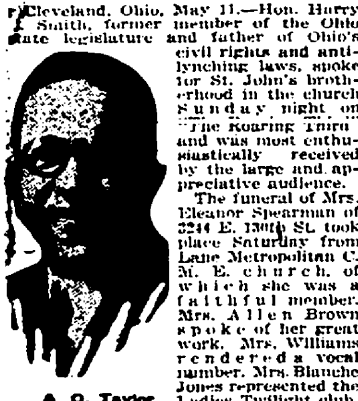 Cleveland, Ohio, May 11.—Hon. Harry
Smith, former member of the Ohio
state legislature and father of Ohio's
civil rights and anti-
lynching laws, spoke
for St. John's broth-
erhood in the church
Sunday night on
"The Roaring Third"
and was most enthu-
siastically received
by the large and ap-
preciative audience.
The funeral of Mrs.
Eleanor Spearman of
3244 E. 130th St. took
place Saturday from
Lane Metropolitan C.
M. E. church, of
which she was a
faithful member.
Mrs. Allen Brown
spoke of her great
work. Mrs. Williams
rendered a vocal
number. Mrs. Blanche
Jones represented the
Ladies Twilight club
A. O. Taylor